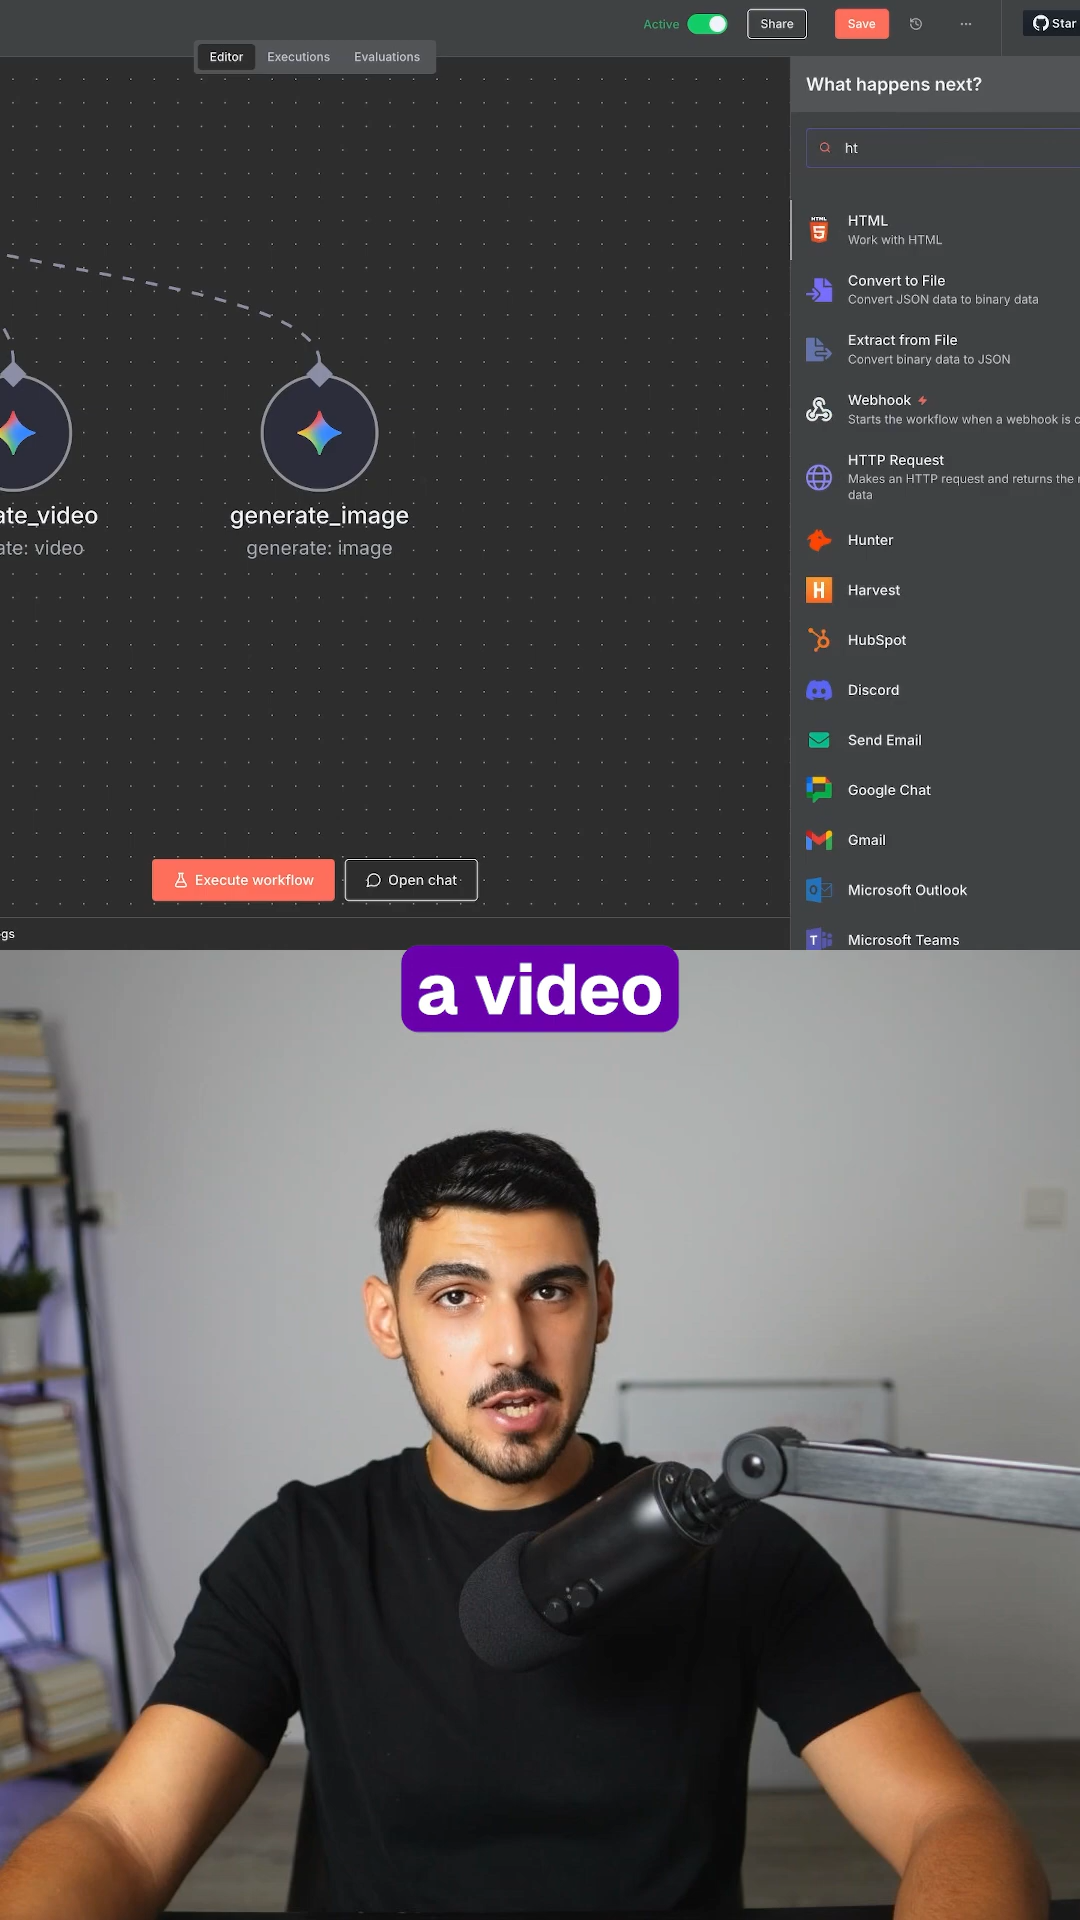 Active
Share
Save
...
Star
Editor
Executions
Evaluations
What happens next?
ht
HTML
Work with HTML
Convert to File
Convert JSON data to binary data
Extract from File
Convert binary data to JSON
Webhook
Starts the workflow when a webhook is c
HTTP Request
Makes an HTTP request and returns the r
data
Hunter
Harvest
HubSpot
Discord
Send Email
Google Chat
Gmail
Microsoft Outlook
Microsoft Teams
ate_video
ate: video
generate_image
generate: image
Execute workflow
Open chat
gs
a video